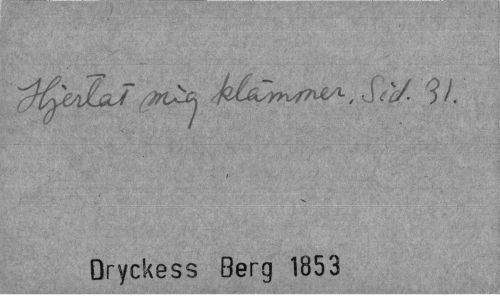 Hjertat mig klämmer. Sid. 31.
Dryckess Berg 1853